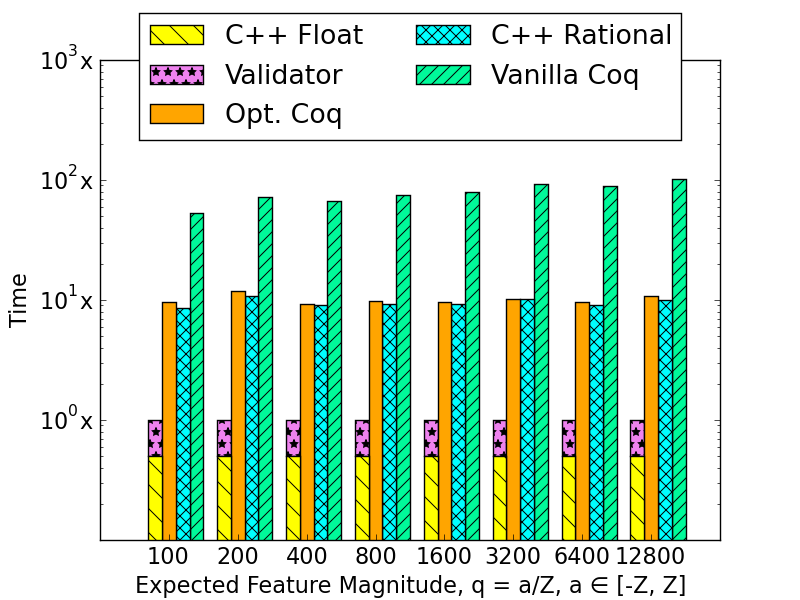 C++ Float C++ Rational
Validator Vanilla Coq
Opt. Coq
10³x
10²x
10¹x
10⁰x
Time
100 200 400 800 1600 3200 6400 12800
Expected Feature Magnitude, q = a/Z, a ∈ [-Z, Z]